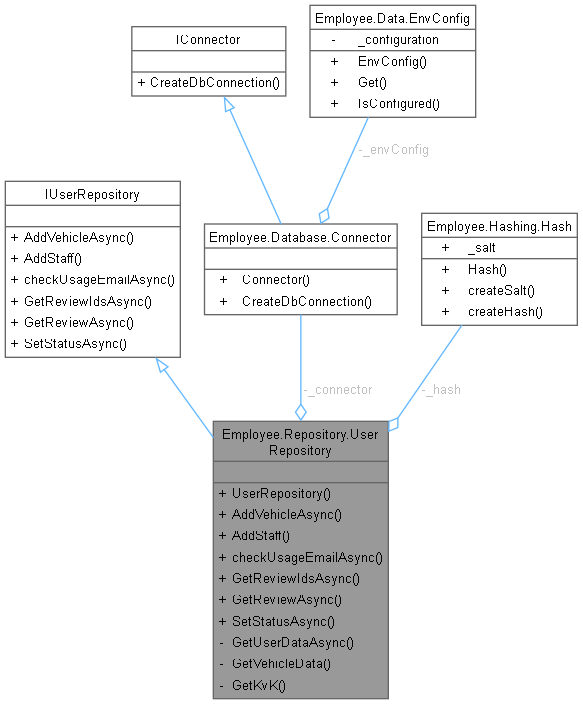 IConnector
+ CreateDbConnection()
Employee.Data.EnvConfig
- _configuration
+ EnvConfig()
+ Get()
+ IsConfigured()
-_envConfig
IUserRepository
+ AddVehicleAsync()
+ AddStaff()
+ checkUsageEmailAsync()
+ GetReviewIdsAsync()
+ GetReviewAsync()
+ SetStatusAsync()
Employee.Database.Connector
+ Connector()
+ CreateDbConnection()
Employee.Hashing.Hash
+ _salt
+ Hash()
+ createSalt()
+ createHash()
-_connector
-_hash
Employee.Repository.User
Repository
+ UserRepository()
+ AddVehicleAsync()
+ AddStaff()
+ checkUsageEmailAsync()
+ GetReviewIdsAsync()
+ GetReviewAsync()
+ SetStatusAsync()
- GetUserDataAsync()
- GetVehicleData()
- GetKvK()